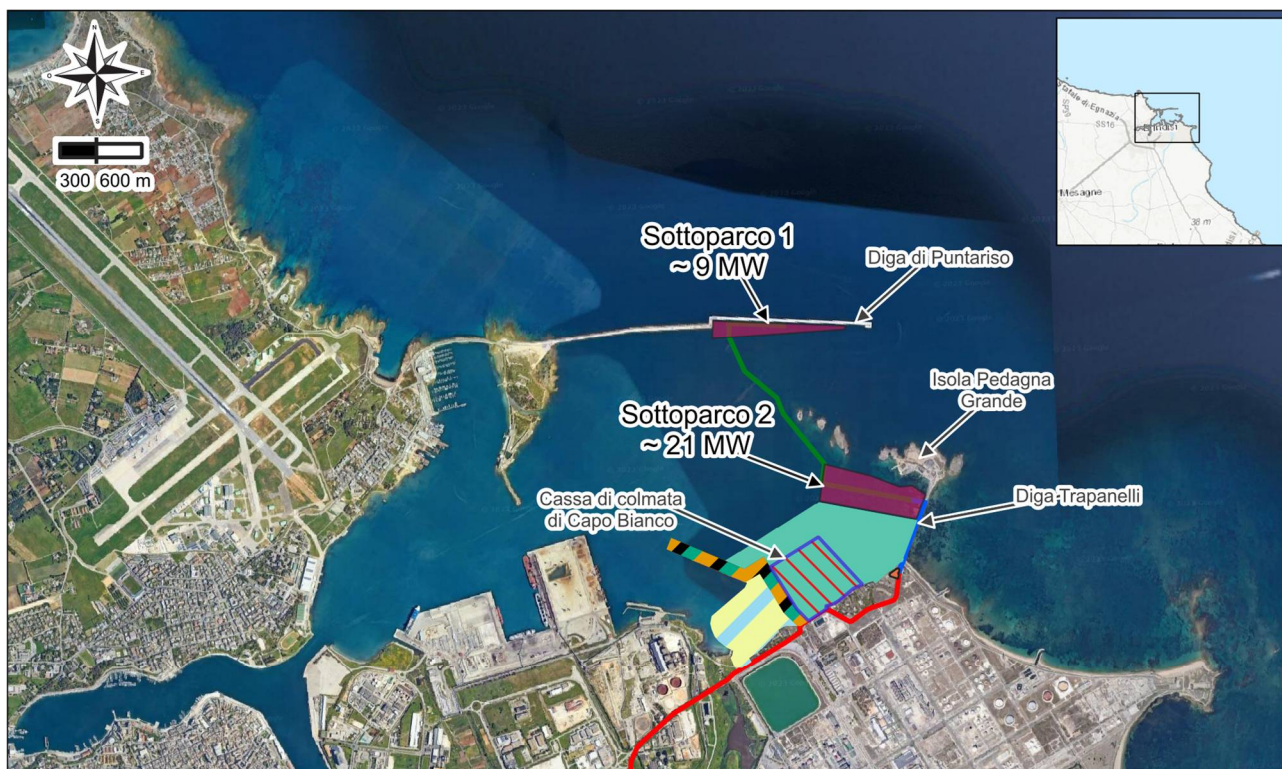 N
O
E
S
300 600 m
Sottoparco 1
~ 9 MW
Diga di Puntariso
Isola Pedagna
Grande
Sottoparco 2
~ 21 MW
Cassa di colmata
di Capo Bianco
Diga Trapanelli
SS16
Mesagne
38 m